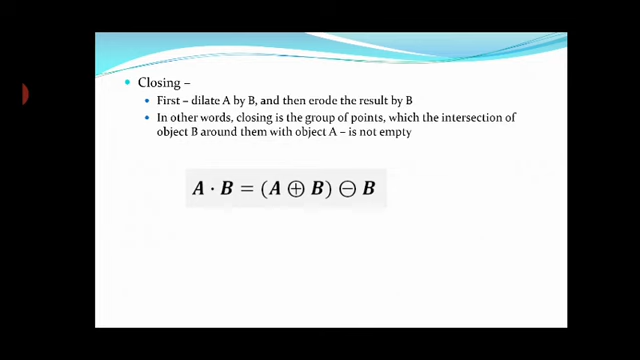 • Closing –
• First – dilate A by B, and then erode the result by B
• In other words, closing is the group of points, which the intersection of
object B around them with object A – is not empty
A · B = (A ⊕ B) ⊖ B